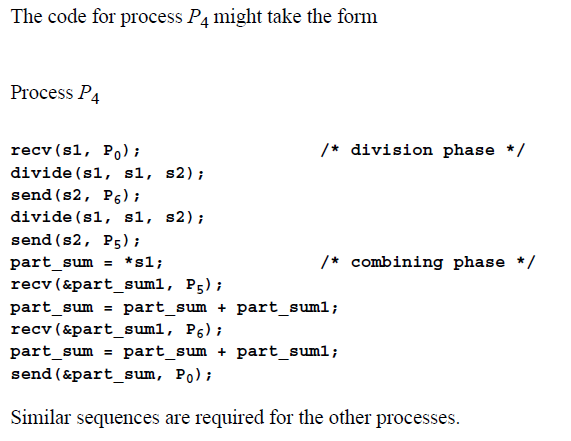 The code for process P4 might take the form
Process P4
recv(s1, P0); /* division phase */
divide(s1, s1, s2);
send(s2, P6);
divide(s1, s1, s2);
send(s2, P5);
part_sum = *s1; /* combining phase */
recv(&part_sum1, P5);
part_sum = part_sum + part_sum1;
recv(&part_sum1, P6);
part_sum = part_sum + part_sum1;
send(&part_sum, P0);
Similar sequences are required for the other processes.